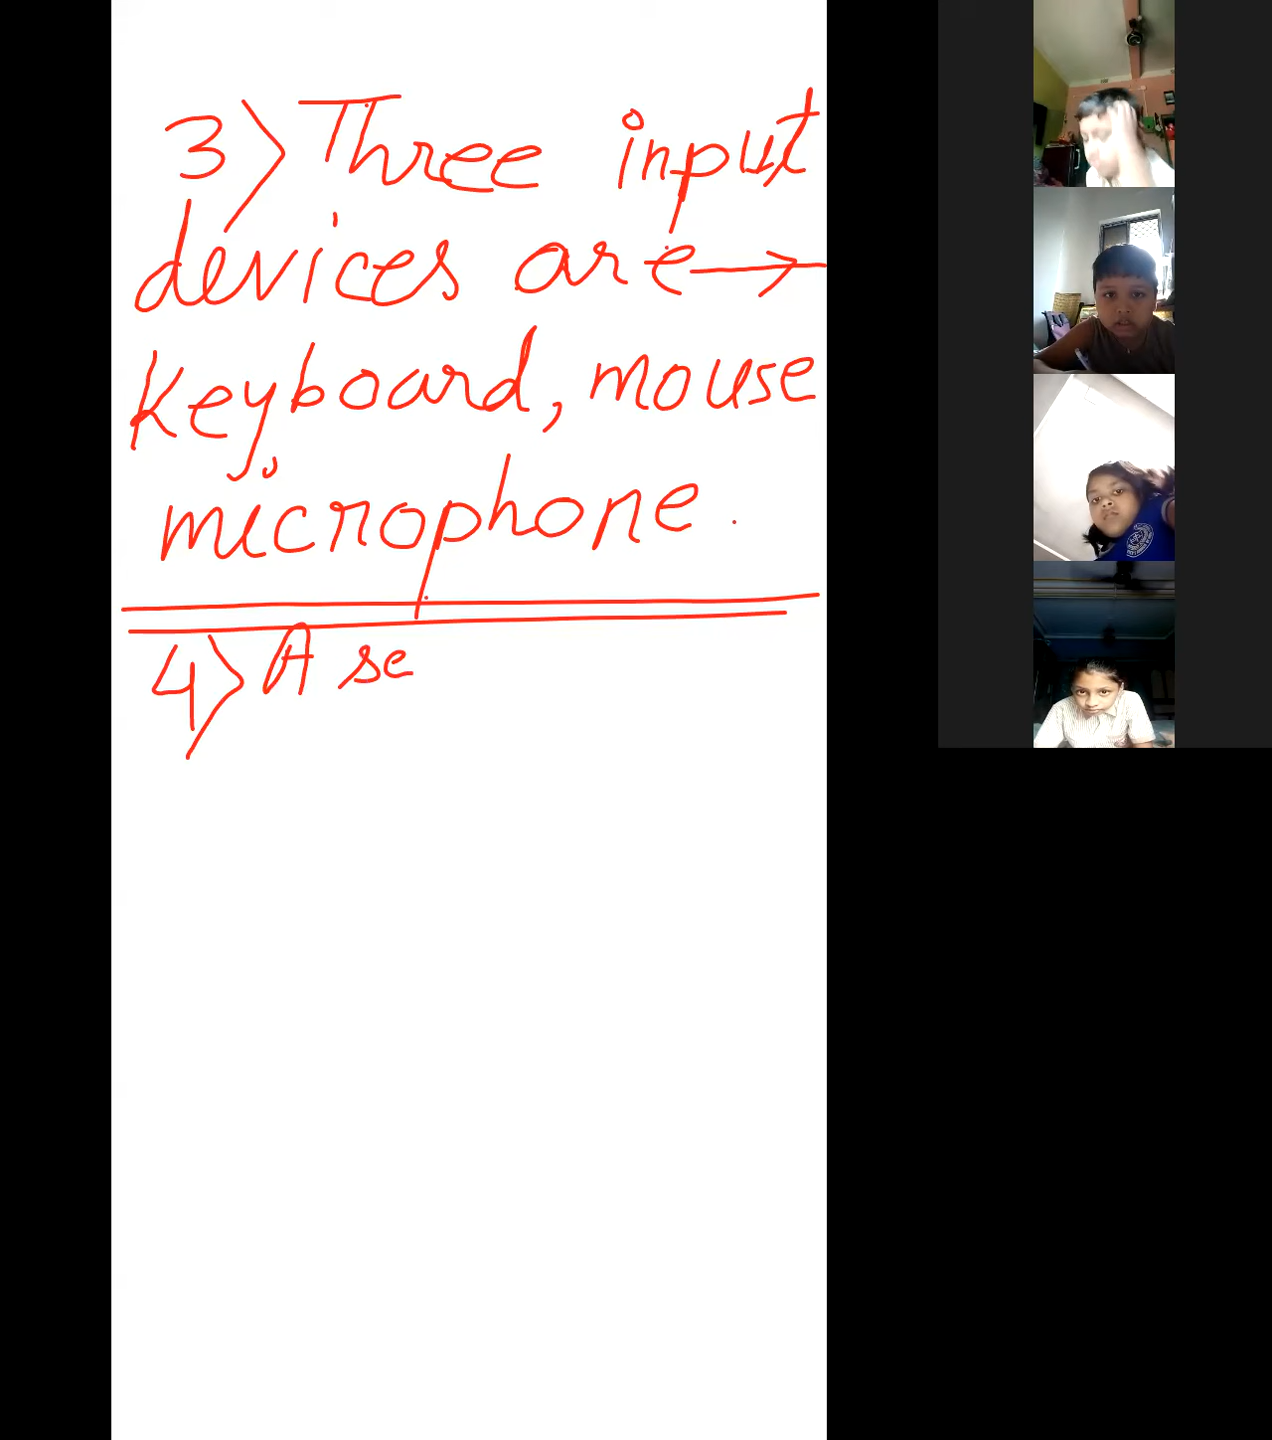 3) Three input
devices are →
keyboard, mouse
microphone.
4) A se